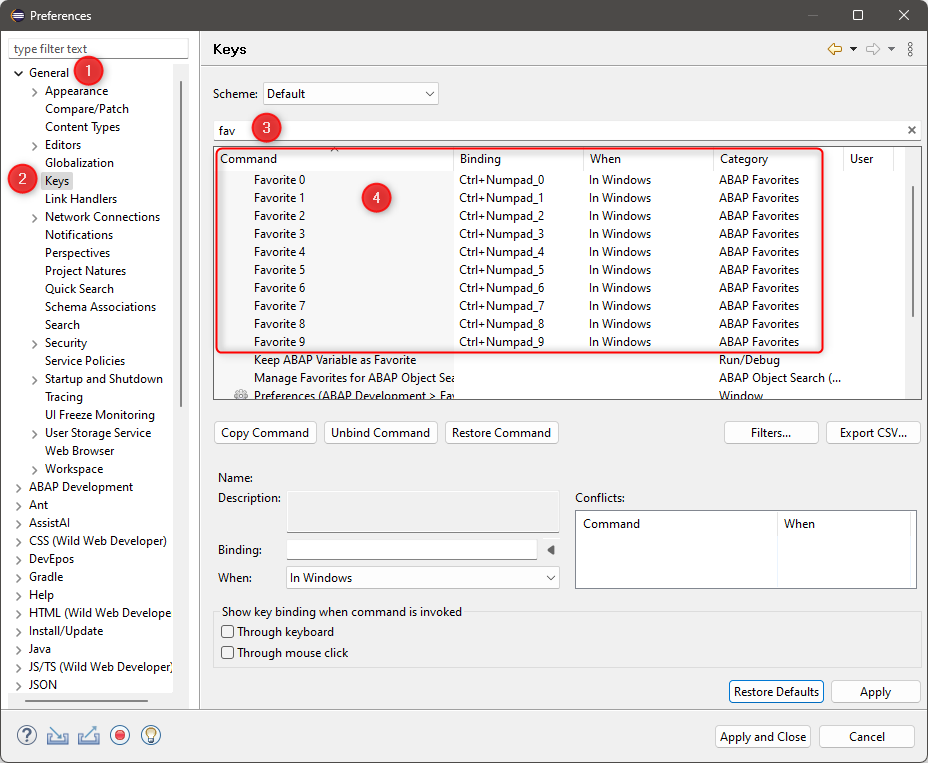 Preferences
type filter text
General
1
Appearance
Compare/Patch
Content Types
Editors
Globalization
2
Keys
Link Handlers
Network Connections
Notifications
Perspectives
Project Natures
Quick Search
Schema Associations
Search
Security
Service Policies
Startup and Shutdown
Tracing
UI Freeze Monitoring
User Storage Service
Web Browser
Workspace
ABAP Development
Ant
AssistAI
CSS (Wild Web Developer)
DevEpos
Gradle
Help
HTML (Wild Web Develope
Install/Update
Java
JS/TS (Wild Web Developer)
JSON
Keys
Scheme: Default
fav
3
Command Binding When Category User
4
Favorite 0 Ctrl+Numpad_0 In Windows ABAP Favorites
Favorite 1 Ctrl+Numpad_1 In Windows ABAP Favorites
Favorite 2 Ctrl+Numpad_2 In Windows ABAP Favorites
Favorite 3 Ctrl+Numpad_3 In Windows ABAP Favorites
Favorite 4 Ctrl+Numpad_4 In Windows ABAP Favorites
Favorite 5 Ctrl+Numpad_5 In Windows ABAP Favorites
Favorite 6 Ctrl+Numpad_6 In Windows ABAP Favorites
Favorite 7 Ctrl+Numpad_7 In Windows ABAP Favorites
Favorite 8 Ctrl+Numpad_8 In Windows ABAP Favorites
Favorite 9 Ctrl+Numpad_9 In Windows ABAP Favorites
Keep ABAP Variable as Favorite Run/Debug
Manage Favorites for ABAP Object Sea ABAP Object Search (...
Preferences (ABAP Development > Fav Window
Copy Command Unbind Command Restore Command Filters... Export CSV...
Name:
Description:
Binding:
When: In Windows
Conflicts:
Command When
Show key binding when command is invoked
Through keyboard
Through mouse click
Restore Defaults Apply
Apply and Close Cancel